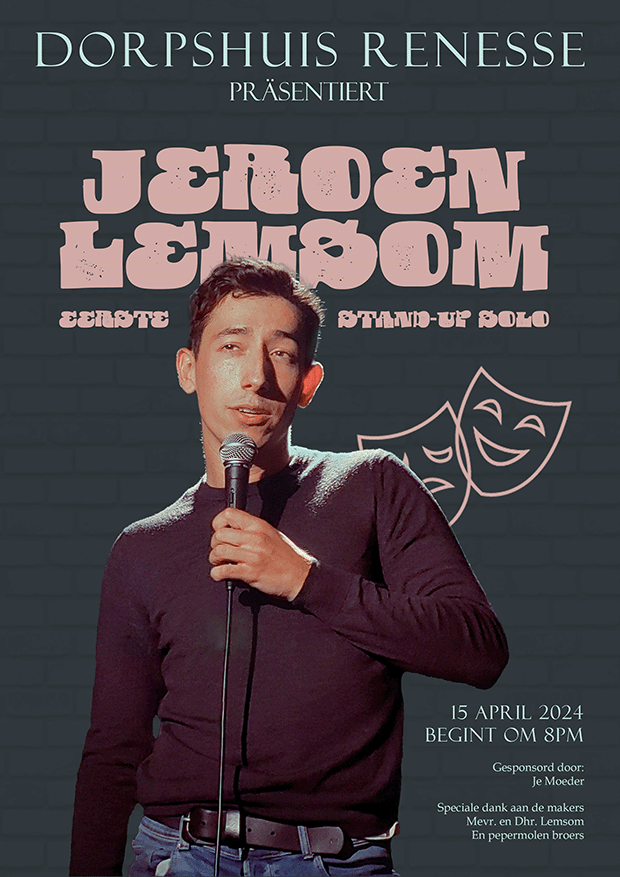 DORPSHUIS RENESSE
PRÄSENTIERT
JEROEN
LEMSOM
EERSTE STAND-UP SOLO
15 APRIL 2024
BEGINT OM 8PM
Gesponsord door:
Je Moeder
Speciale dank aan de makers
Mevr. en Dhr. Lemsom
En pepermolen broers